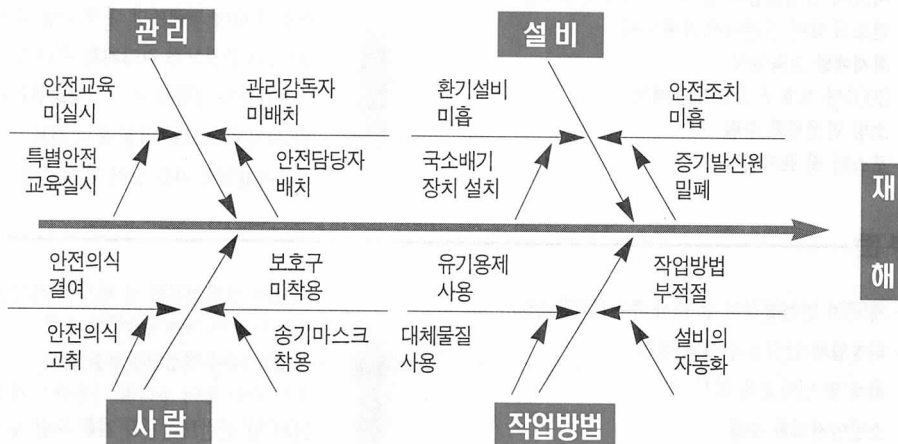 관리
설비
안전교육
미실시
관리감독자
미배치
환기설비
미흡
안전조치
미흡
특별안전
교육실시
안전담당자
배치
국소배기
장치 설치
증기발산원
밀폐
재
해
안전의식
결여
보호구
미착용
유기용제
사용
작업방법
부적절
안전의식
고취
송기마스크
착용
대체물질
사용
설비의
자동화
사람
작업방법